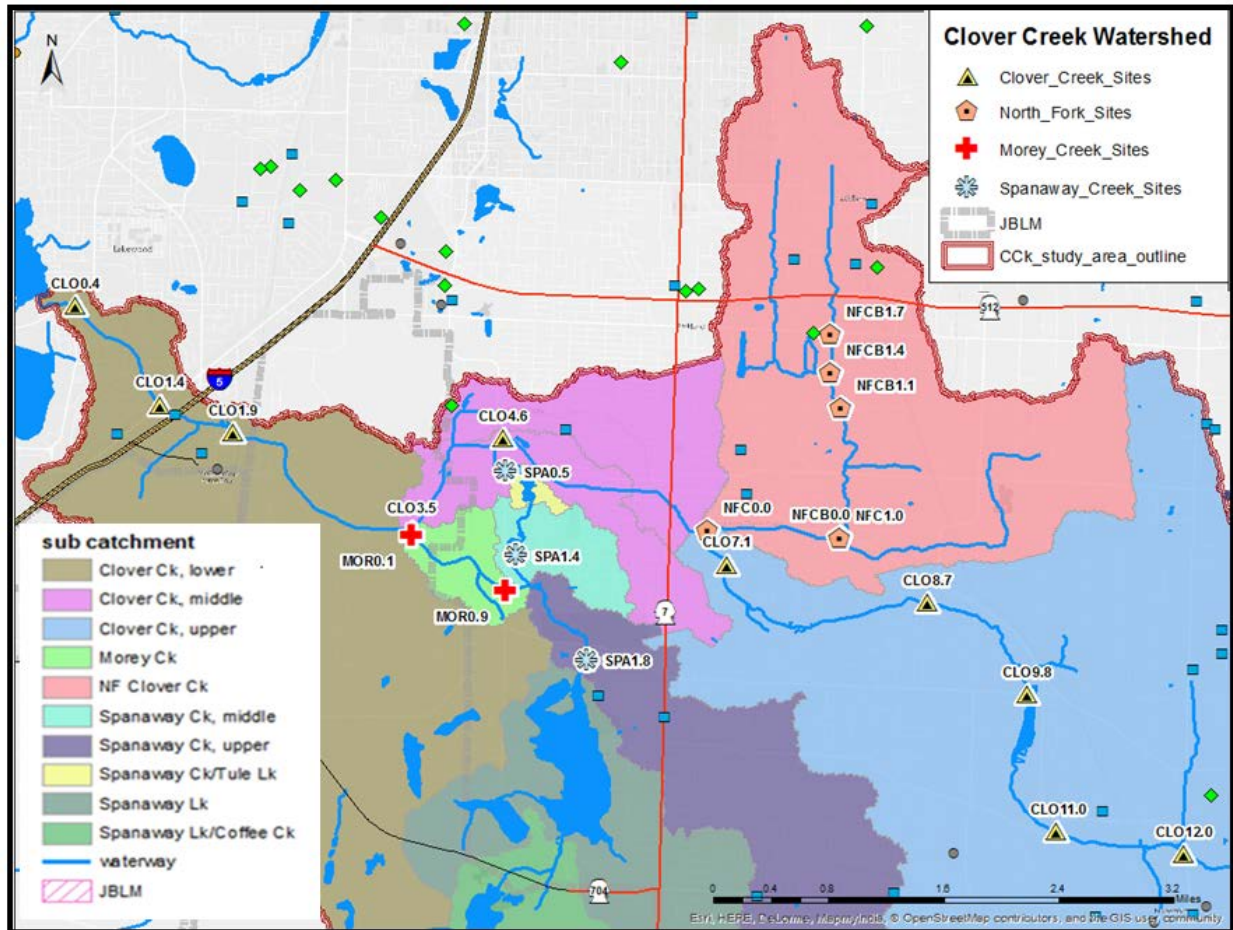 N
Clover Creek Watershed
Clover_Creek_Sites
North_Fork_Sites
Morey_Creek_Sites
Spanaway_Creek_Sites
JBLM
CCk_study_area_outline
Lakewood
CLO0.4
512
NFCB1.7
NFCB1.4
CLO1.4
5
CLO1.9
NFCB1.1
CLO4.6
SPA0.5
CLO3.5
NFC0.0
NFCB0.0
NFC1.0
MOR0.1
SPA1.4
CLO7.1
CLO8.7
MOR0.9
7
SPA1.8
CLO9.8
CLO11.0
CLO12.0
704
sub catchment
Clover Ck, lower
Clover Ck, middle
Clover Ck, upper
Morey Ck
NF Clover Ck
Spanaway Ck, middle
Spanaway Ck, upper
Spanaway Ck/Tule Lk
Spanaway Lk
Spanaway Lk/Coffee Ck
waterway
JBLM
0 0.4 0.8 1.6 2.4 3.2
Miles
Esri, HERE, DeLorme, MapmyIndia, © OpenStreetMap contributors, and the GIS user community